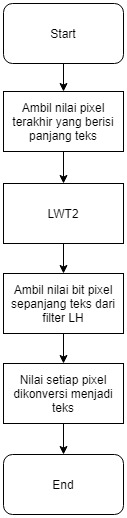 Start
Ambil nilai pixel
terakhir yang berisi
panjang teks
LWT2
Ambil nilai bit pixel
sepanjang teks dari
filter LH
Nilai setiap pixel
dikonversi menjadi
teks
End